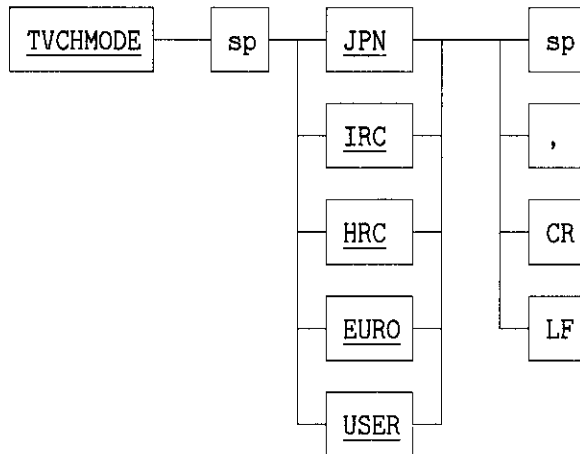 TVCHMODE sp JPN sp
IRC ,
HRC CR
EURO LF
USER